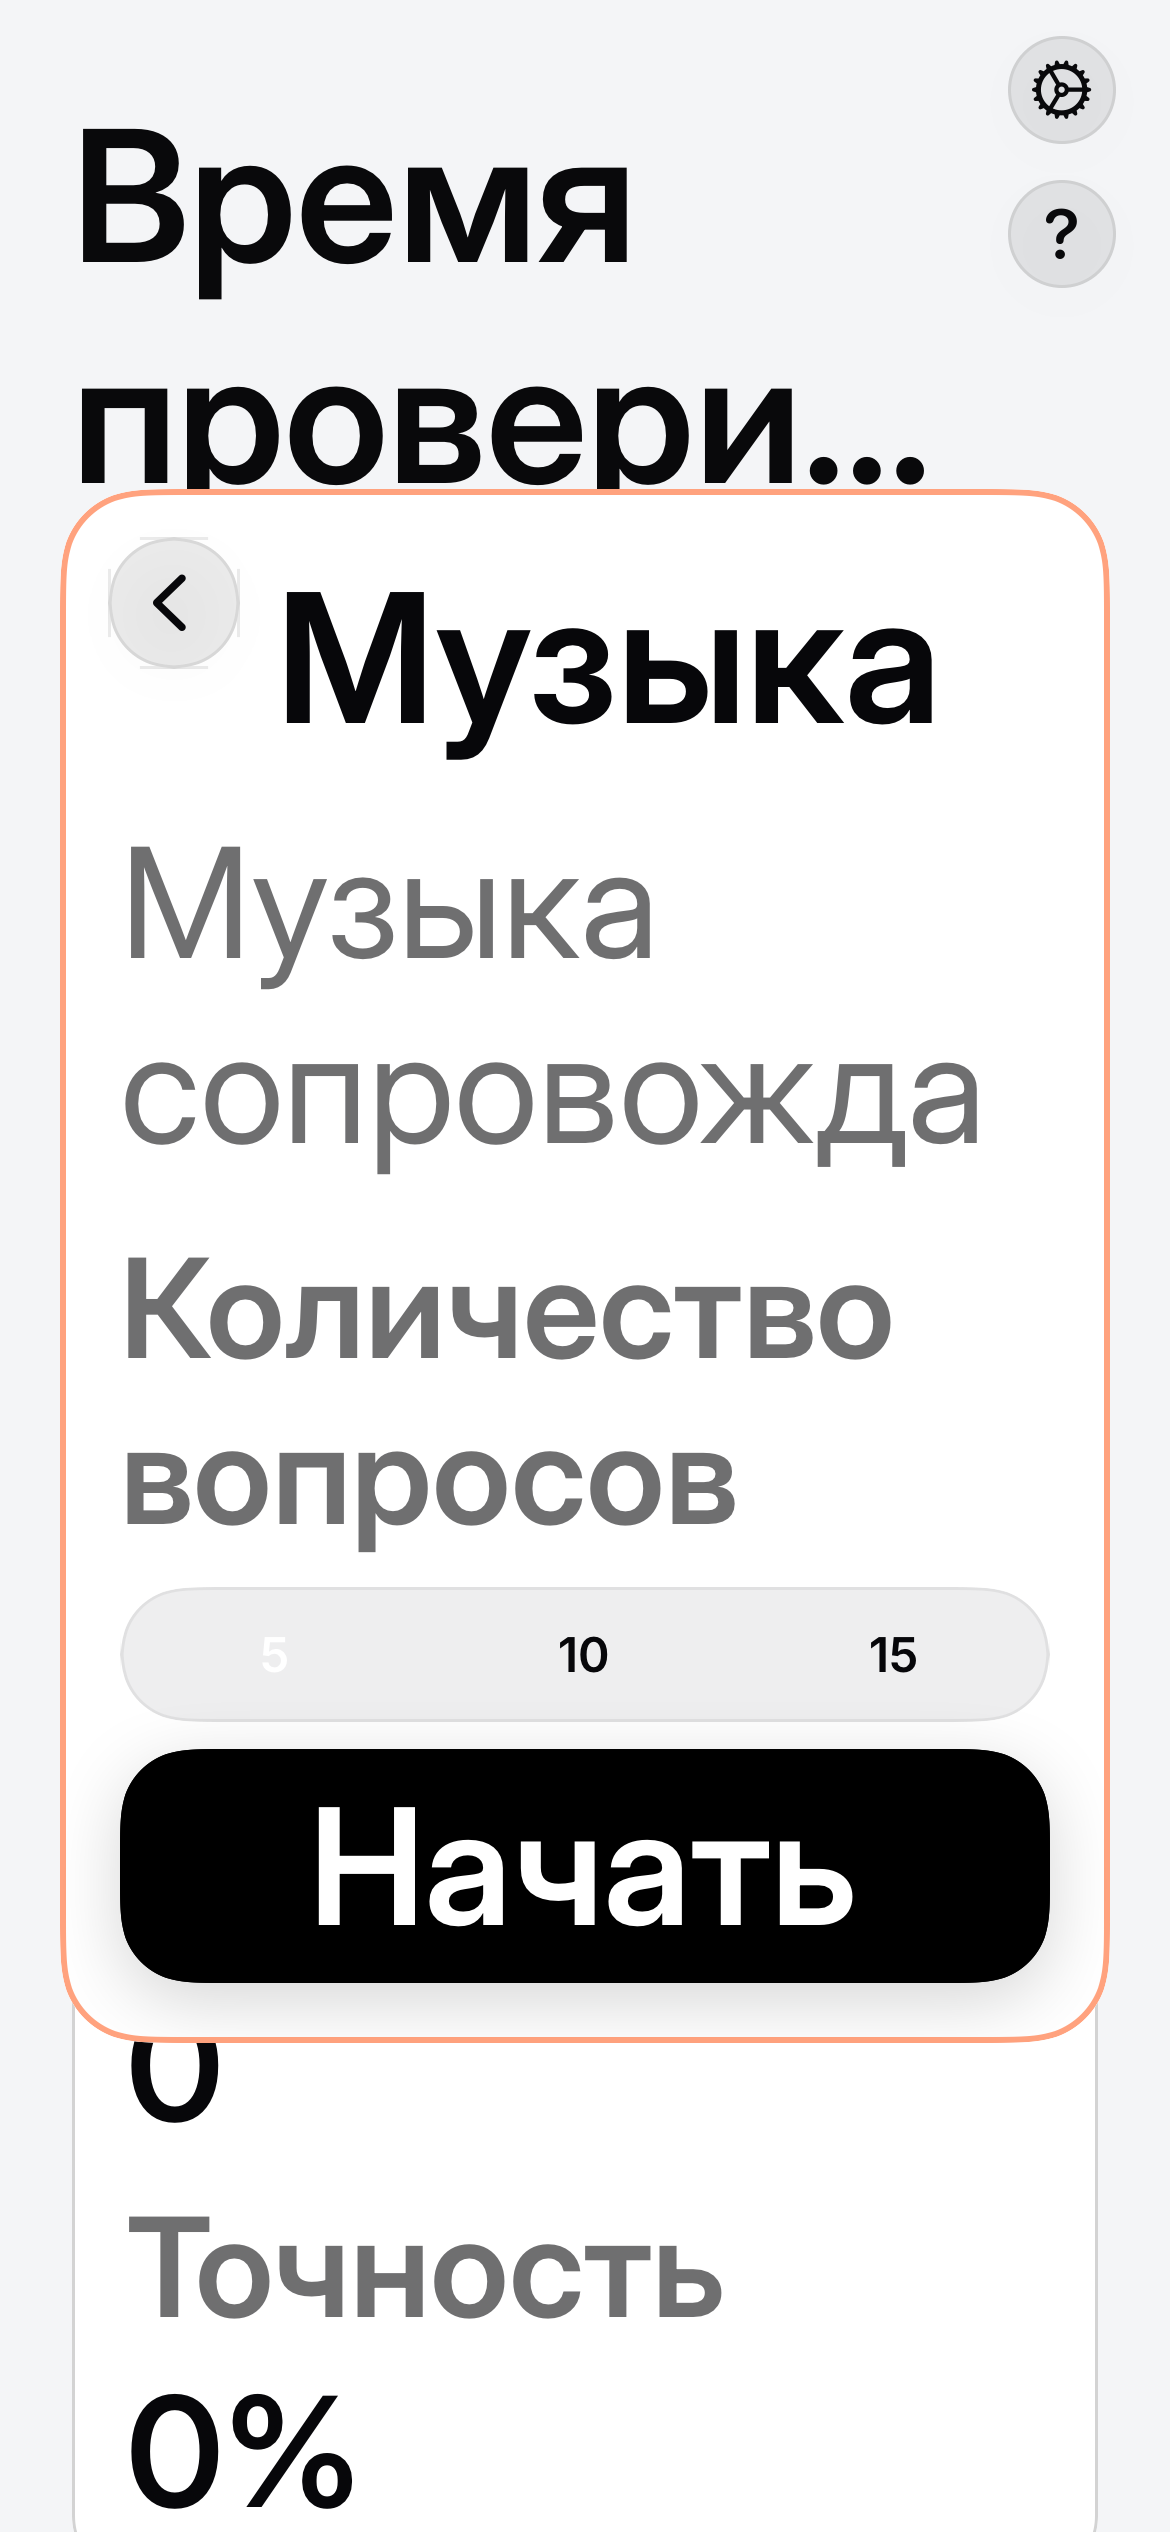 Время
провери...
?
Музыка
Музыка
сопровожда
Количество
вопросов
5 10 15
Начать
0
Точность
0%